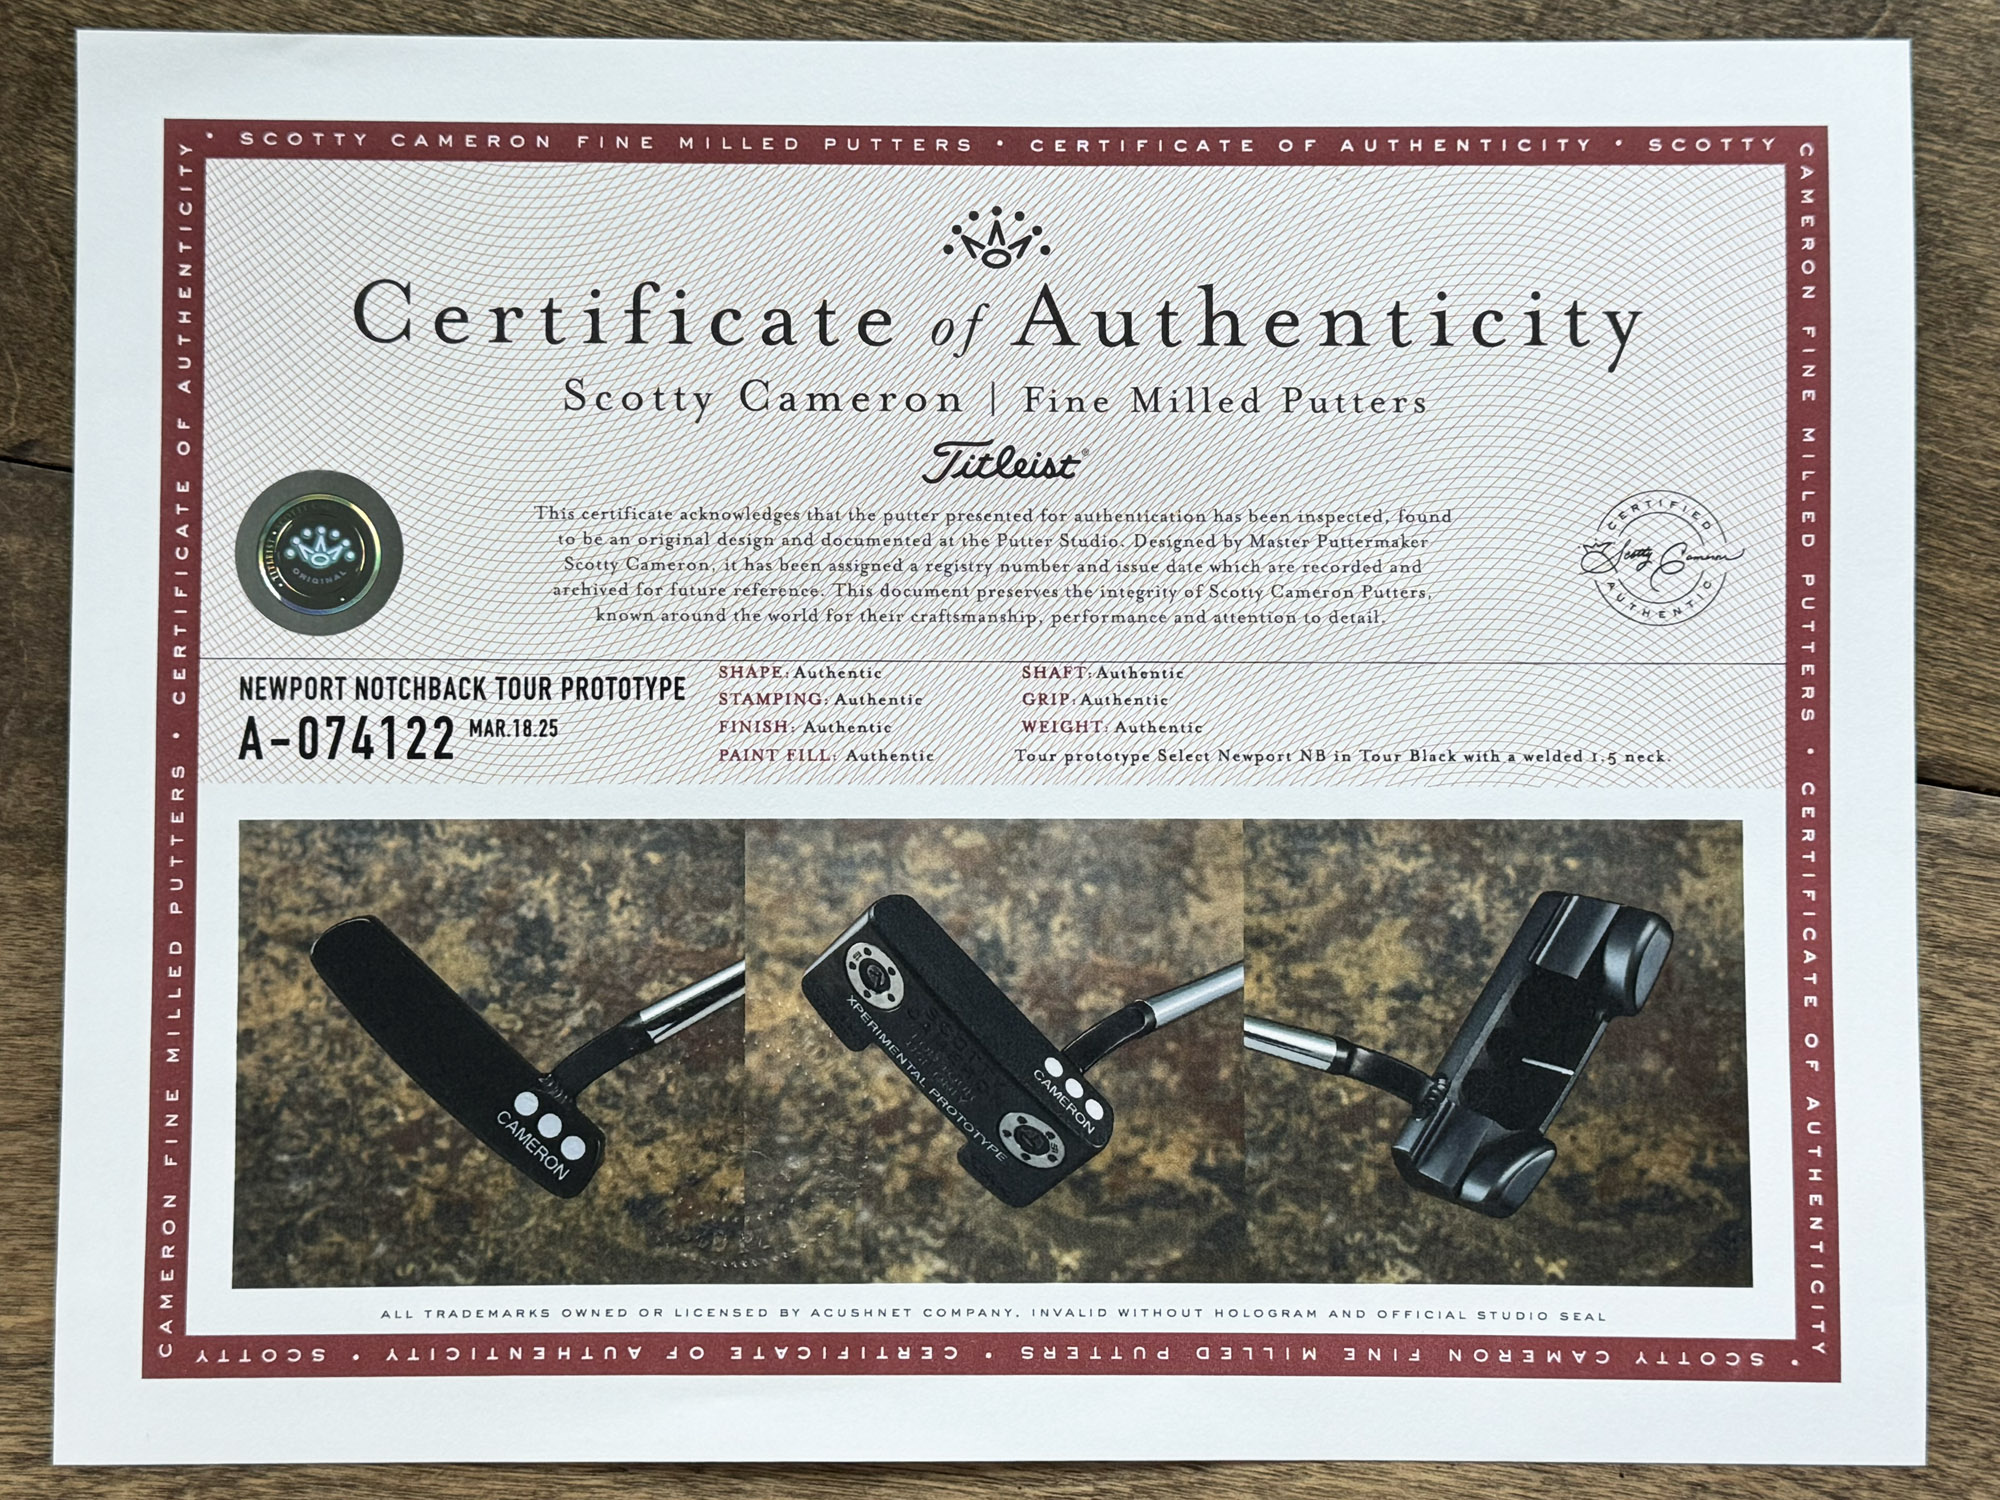 • SCOTTY CAMERON FINE MILLED PUTTERS • CERTIFICATE OF AUTHENTICITY • SCOTTY
CAMERON FINE MILLED PUTTERS • CERTIFICATE OF AUTHENTICITY
Certificate of Authenticity
Scotty Cameron | Fine Milled Putters
Titleist®
This certificate acknowledges that the putter presented for authentication has been inspected, found
to be an original design and documented at the Putter Studio. Designed by Master Puttermaker
Scotty Cameron, it has been assigned a registry number and issue date which are recorded and
archived for future reference. This document preserves the integrity of Scotty Cameron Putters,
known around the world for their craftsmanship, performance and attention to detail.
TITLEIST
ORIGINAL
CERTIFIED
Scotty Cameron
AUTHENTIC
NEWPORT NOTCHBACK TOUR PROTOTYPE
A-074122 MAR.18.25
SHAPE: Authentic
STAMPING: Authentic
FINISH: Authentic
PAINT FILL: Authentic
SHAFT: Authentic
GRIP: Authentic
WEIGHT: Authentic
Tour prototype Select Newport NB in Tour Black with a welded 1.5 neck.
CAMERON
XPERIMENTAL PROTOTYPE
CAMERON
ALL TRADEMARKS OWNED OR LICENSED BY ACUSHNET COMPANY. INVALID WITHOUT HOLOGRAM AND OFFICIAL STUDIO SEAL
• SCOTTY CAMERON FINE MILLED PUTTERS • CERTIFICATE OF AUTHENTICITY • SCOTTY
CAMERON FINE MILLED PUTTERS • CERTIFICATE OF AUTHENTICITY